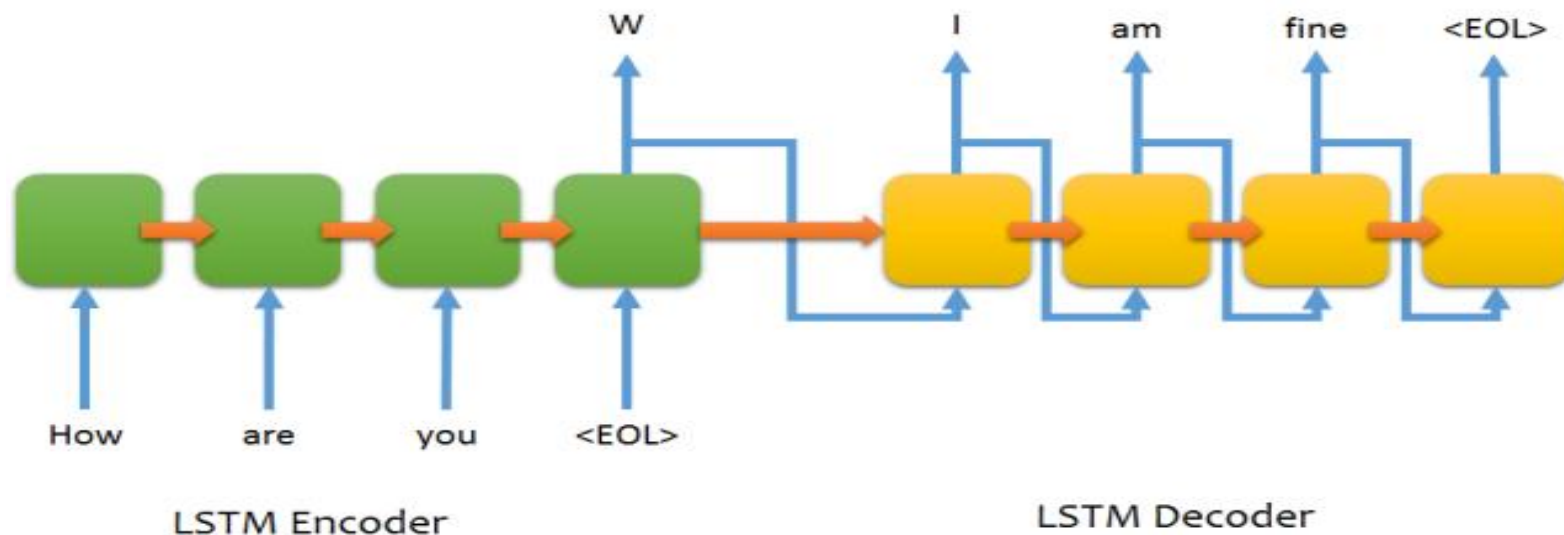 W I am fine <EOL>
How are you <EOL>
LSTM Encoder LSTM Decoder